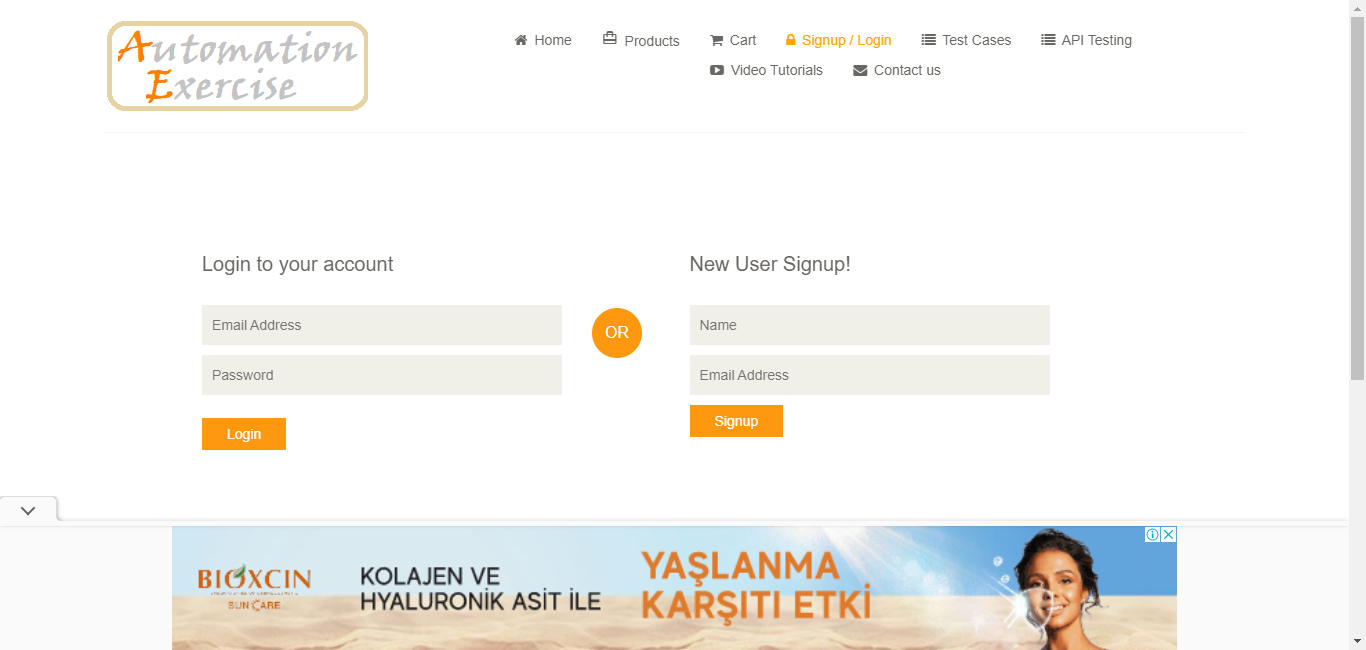 Automation
Exercise
Home
Products
Cart
Signup / Login
Test Cases
API Testing
Video Tutorials
Contact us
Login to your account
New User Signup!
Email Address
OR
Name
Password
Email Address
Login
Signup
BIOXCIN
SUN CARE
KOLAJEN VE
HYALURONİK ASİT İLE
YAŞLANMA
KARŞITI ETKİ